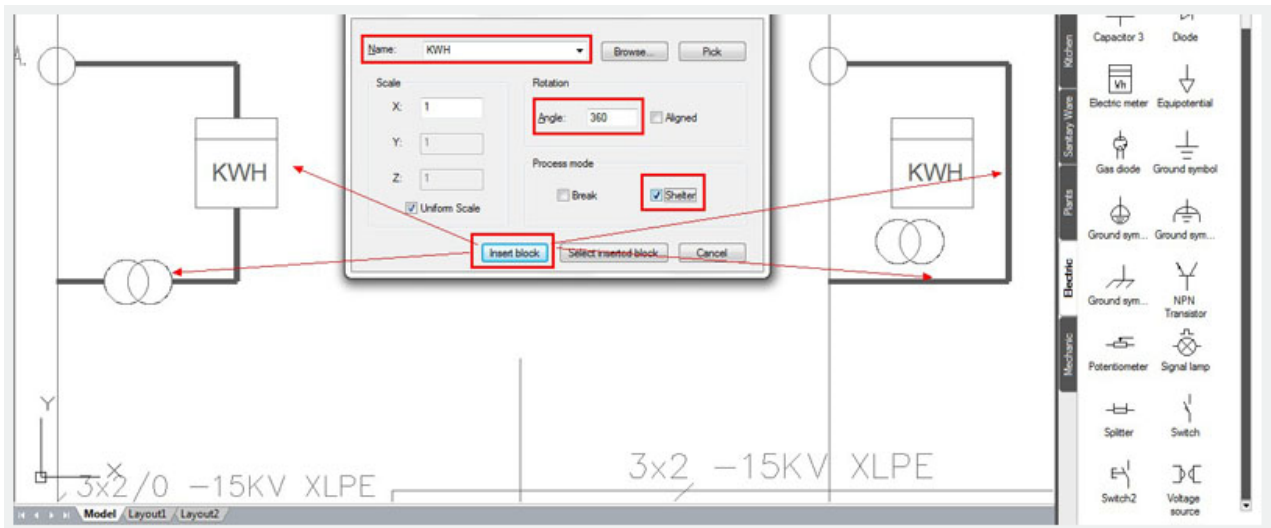 A.
Name:
KWH
Browse...
Pick
Scale
X:
1
Y:
1
Z:
1
Uniform Scale
Rotation
Angle:
360
Aligned
Process mode
Break
Shelter
Insert block
Select inserted block
Cancel
KWH
KWH
Y
X
3x2/0 -15KV XLPE
3x2 -15KV XLPE
Model
Layout1
Layout2
Kitchen
Sanitary Ware
Plants
Electric
Mechanic
Capacitor 3
Diode
Vh
Electric meter
Equipotential
Gas diode
Ground symbol
Ground sym...
Ground sym...
Ground sym...
NPN
Transistor
Potentiometer
Signal lamp
Splitter
Switch
Switch2
Voltage
source